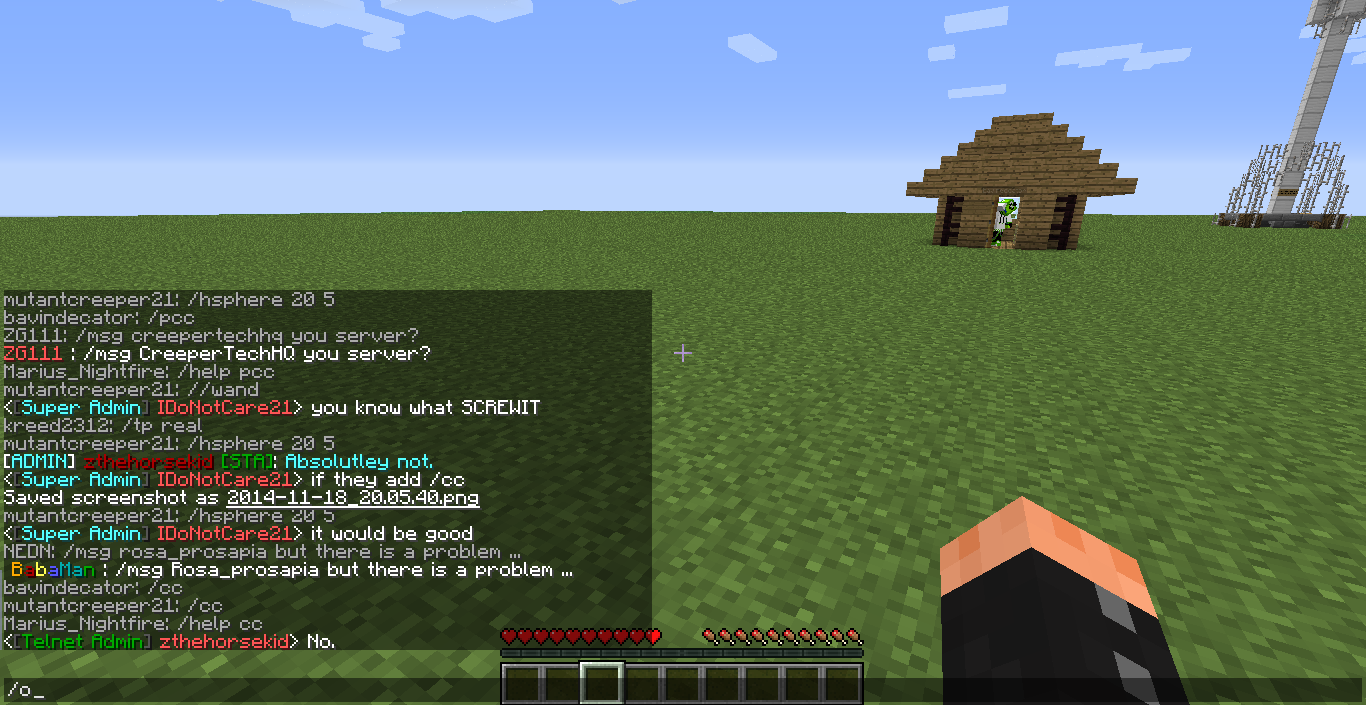 mutantcreeper21: /hsphere 20 5
bavindecator: /pcc
ZG111: /msg creepertechhq you server?
ZG111 : /msg CreeperTechHQ you server?
Marius_Nightfire: /help pcc
mutantcreeper21: //wand
<[Super Admin] IDoNotCare21> you know what SCREWIT
kreed2312: /tp real
mutantcreeper21: /hsphere 20 5
[ADMIN] zthehorsekid [STA]: Absolutley not.
<[Super Admin] IDoNotCare21> if they add /cc
Saved screenshot as 2014-11-18_20.05.40.png
mutantcreeper21: /hsphere 20 5
<[Super Admin] IDoNotCare21> it would be good
NEDN: /msg rosa_prosapia but there is a problem ...
BabaMan : /msg Rosa_prosapia but there is a problem ...
bavindecator: /cc
mutantcreeper21: /cc
Marius_Nightfire: /help cc
<[Telnet Admin] zthehorsekid> No.
/o_